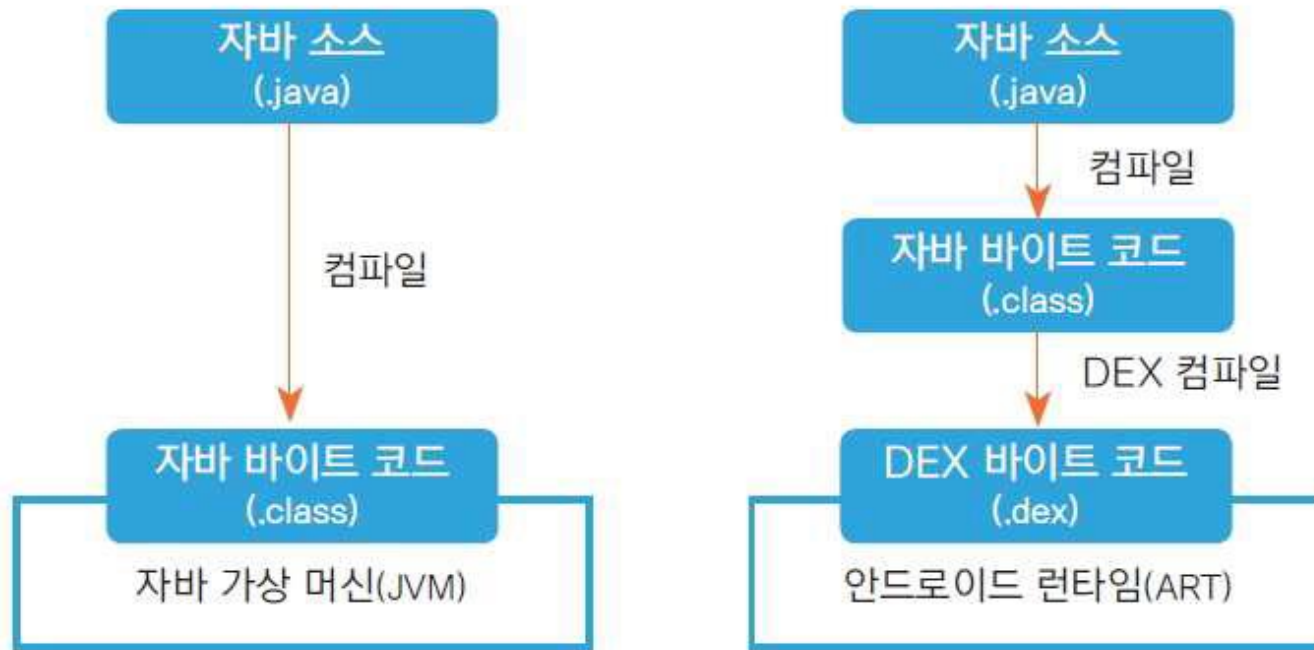 자바 소스
(.java)
컴파일
자바 바이트 코드
(.class)
자바 가상 머신(JVM)
자바 소스
(.java)
컴파일
자바 바이트 코드
(.class)
DEX 컴파일
DEX 바이트 코드
(.dex)
안드로이드 런타임(ART)